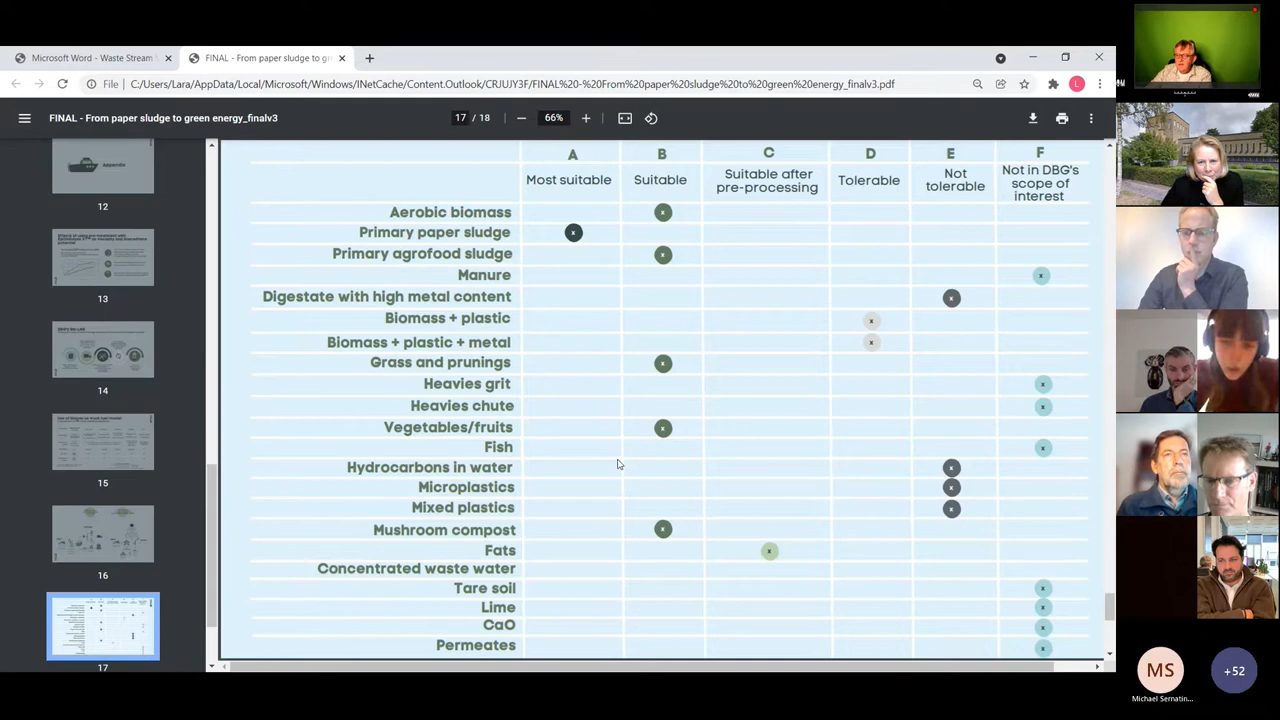 Microsoft Word - Waste Stream
FINAL - From paper sludge to gre
File
C:/Users/Lara/AppData/Local/Microsoft/Windows/INetCache/Content.Outlook/CRJUJY3F/FINAL%20-%20From%20paper%20sludge%20to%20green%20energy_finalv3.pdf
L
FINAL - From paper sludge to green energy_finalv3
17 / 18
66%
Appendix
12
13
14
15
16
17
A B C D E F
Most suitable
Suitable
Suitable after pre-processing
Tolerable
Not tolerable
Not in DBG's scope of interest
Aerobic biomass x
Primary paper sludge x
Primary agrofood sludge x
Manure x
Digestate with high metal content x
Biomass + plastic x
Biomass + plastic + metal x
Grass and prunings x
Heavies grit x
Heavies chute x
Vegetables/fruits x
Fish x
Hydrocarbons in water x
Microplastics x
Mixed plastics x
Mushroom compost x
Fats x
Concentrated waste water
Tare soil x
Lime x
CaO x
Permeates x
MS
+52
Michael Sernatin...